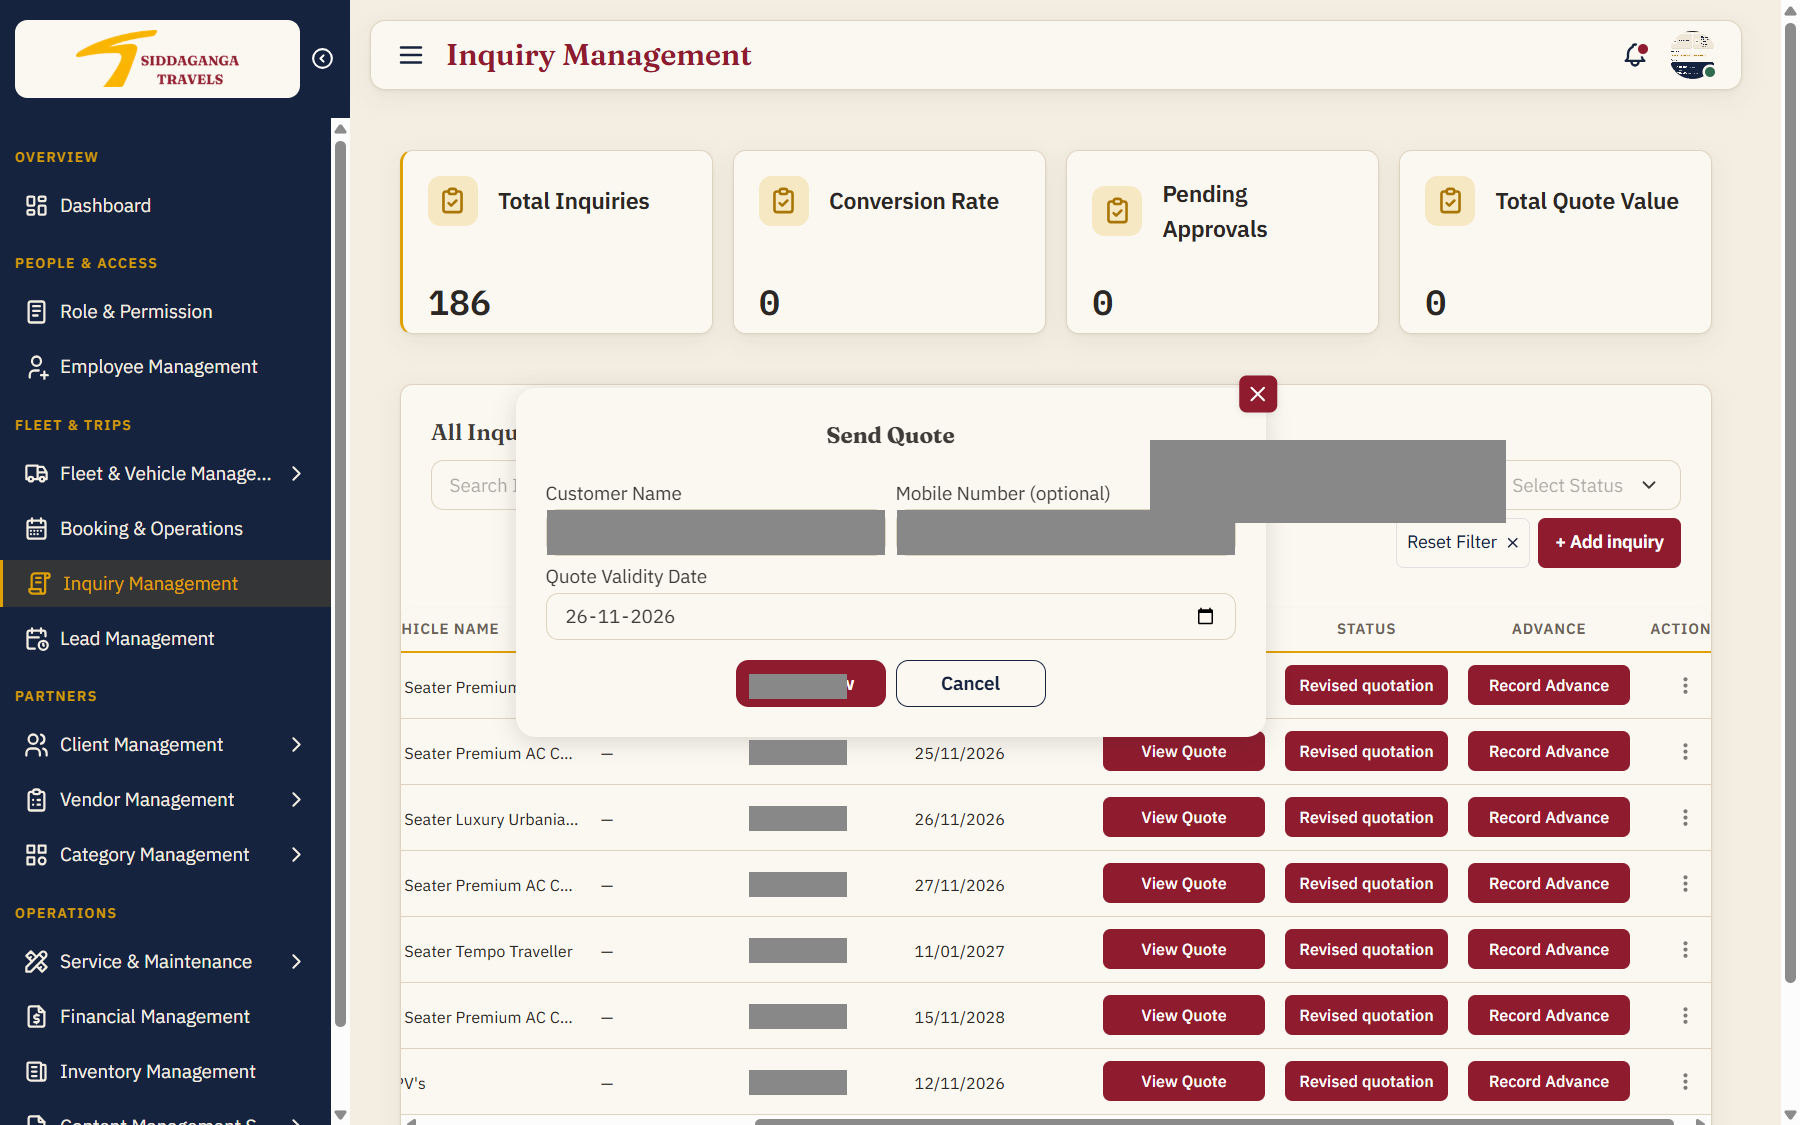 SIDDAGANGA
TRAVELS
OVERVIEW
Dashboard
PEOPLE & ACCESS
Role & Permission
Employee Management
FLEET & TRIPS
Fleet & Vehicle Manage...
Booking & Operations
Inquiry Management
Lead Management
PARTNERS
Client Management
Vendor Management
Category Management
OPERATIONS
Service & Maintenance
Financial Management
Inventory Management
Inquiry Management
Total Inquiries
186
Conversion Rate
0
Pending
Approvals
0
Total Quote Value
0
All Inqu
Search
Select Status
Reset Filter ×
+ Add inquiry
Send Quote
Customer Name
Mobile Number (optional)
Quote Validity Date
26-11-2026
Cancel
HICLE NAME STATUS ADVANCE ACTION
Seater Premium Revised quotation Record Advance
Seater Premium AC C... — 25/11/2026 View Quote Revised quotation Record Advance
Seater Luxury Urbania... — 26/11/2026 View Quote Revised quotation Record Advance
Seater Premium AC C... — 27/11/2026 View Quote Revised quotation Record Advance
Seater Tempo Traveller — 11/01/2027 View Quote Revised quotation Record Advance
Seater Premium AC C... — 15/11/2028 View Quote Revised quotation Record Advance
PV's — 12/11/2026 View Quote Revised quotation Record Advance